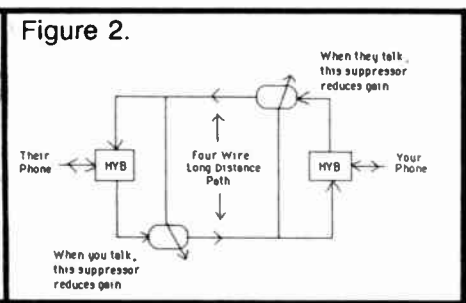 Figure 2.
When they talk,
this suppressor
reduces gain
Their
Phone
HYB
Four Wire
Long Distance
Path
HYB
Your
Phone
When you talk,
this suppressor
reduces gain